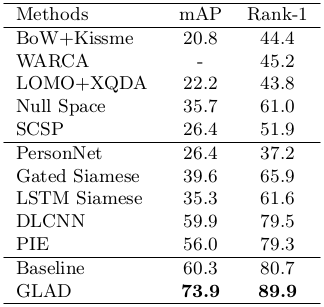 Methods mAP Rank-1
BoW+Kissme 20.8 44.4
WARCA - 45.2
LOMO+XQDA 22.2 43.8
Null Space 35.7 61.0
SCSP 26.4 51.9
PersonNet 26.4 37.2
Gated Siamese 39.6 65.9
LSTM Siamese 35.3 61.6
DLCNN 59.9 79.5
PIE 56.0 79.3
Baseline 60.3 80.7
GLAD 73.9 89.9